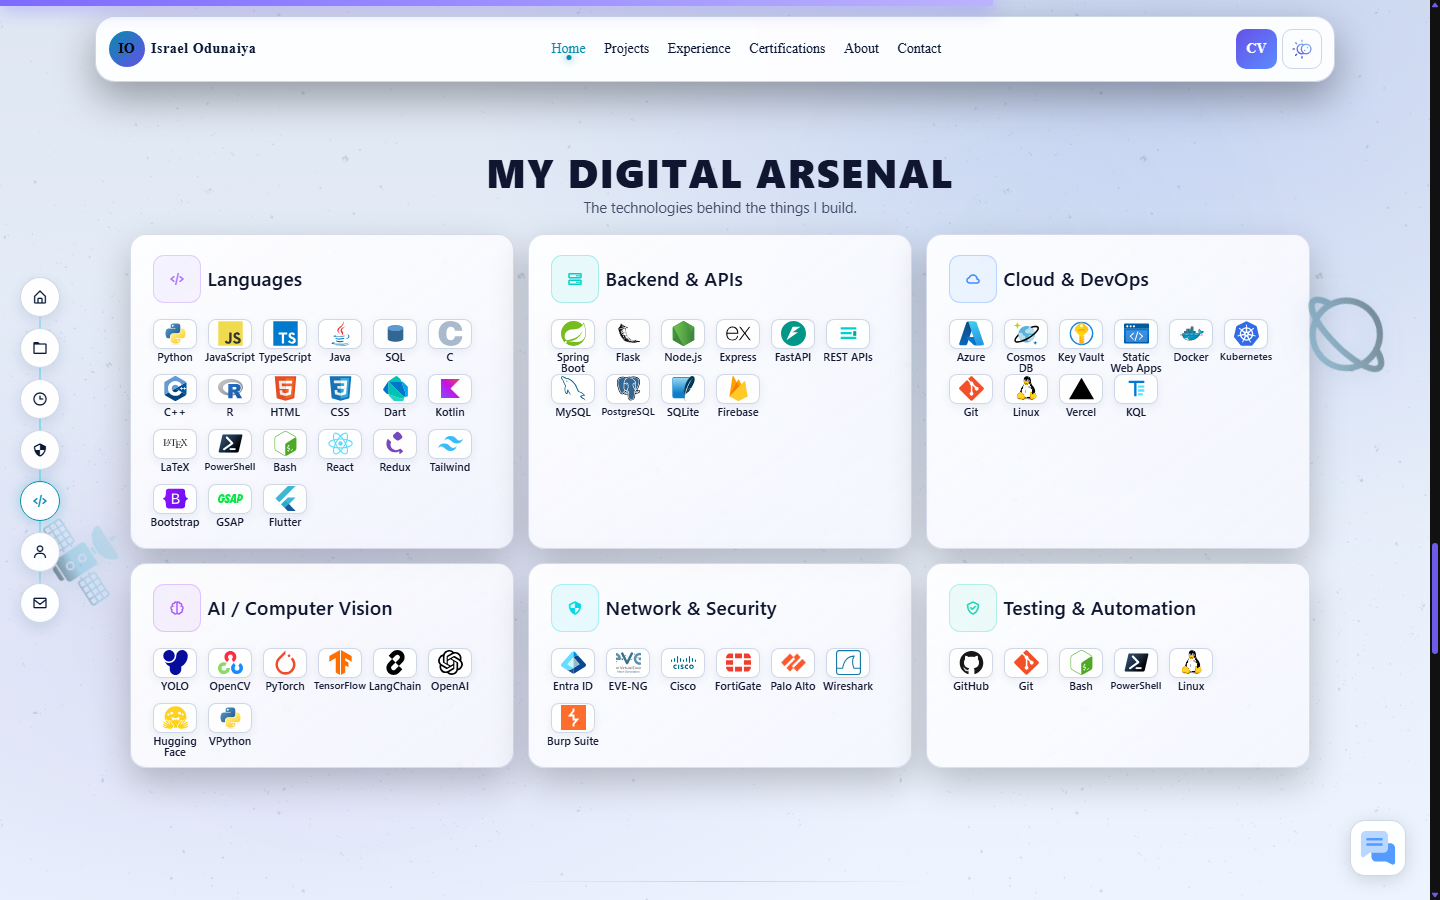 IO Israel Odunaiya Home Projects Experience Certifications About Contact CV
MY DIGITAL ARSENAL
The technologies behind the things I build.
Languages
Python JavaScript TypeScript Java SQL C
C++ R HTML CSS Dart Kotlin
LaTeX PowerShell Bash React Redux Tailwind
Bootstrap GSAP Flutter
Backend & APIs
Spring Boot Flask Node.js Express FastAPI REST APIs
MySQL PostgreSQL SQLite Firebase
Cloud & DevOps
Azure Cosmos DB Key Vault Static Web Apps Docker Kubernetes
Git Linux Vercel KQL
AI / Computer Vision
YOLO OpenCV PyTorch TensorFlow LangChain OpenAI
Hugging Face VPython
Network & Security
Entra ID EVE-NG Cisco FortiGate Palo Alto Wireshark
Burp Suite
Testing & Automation
GitHub Git Bash PowerShell Linux